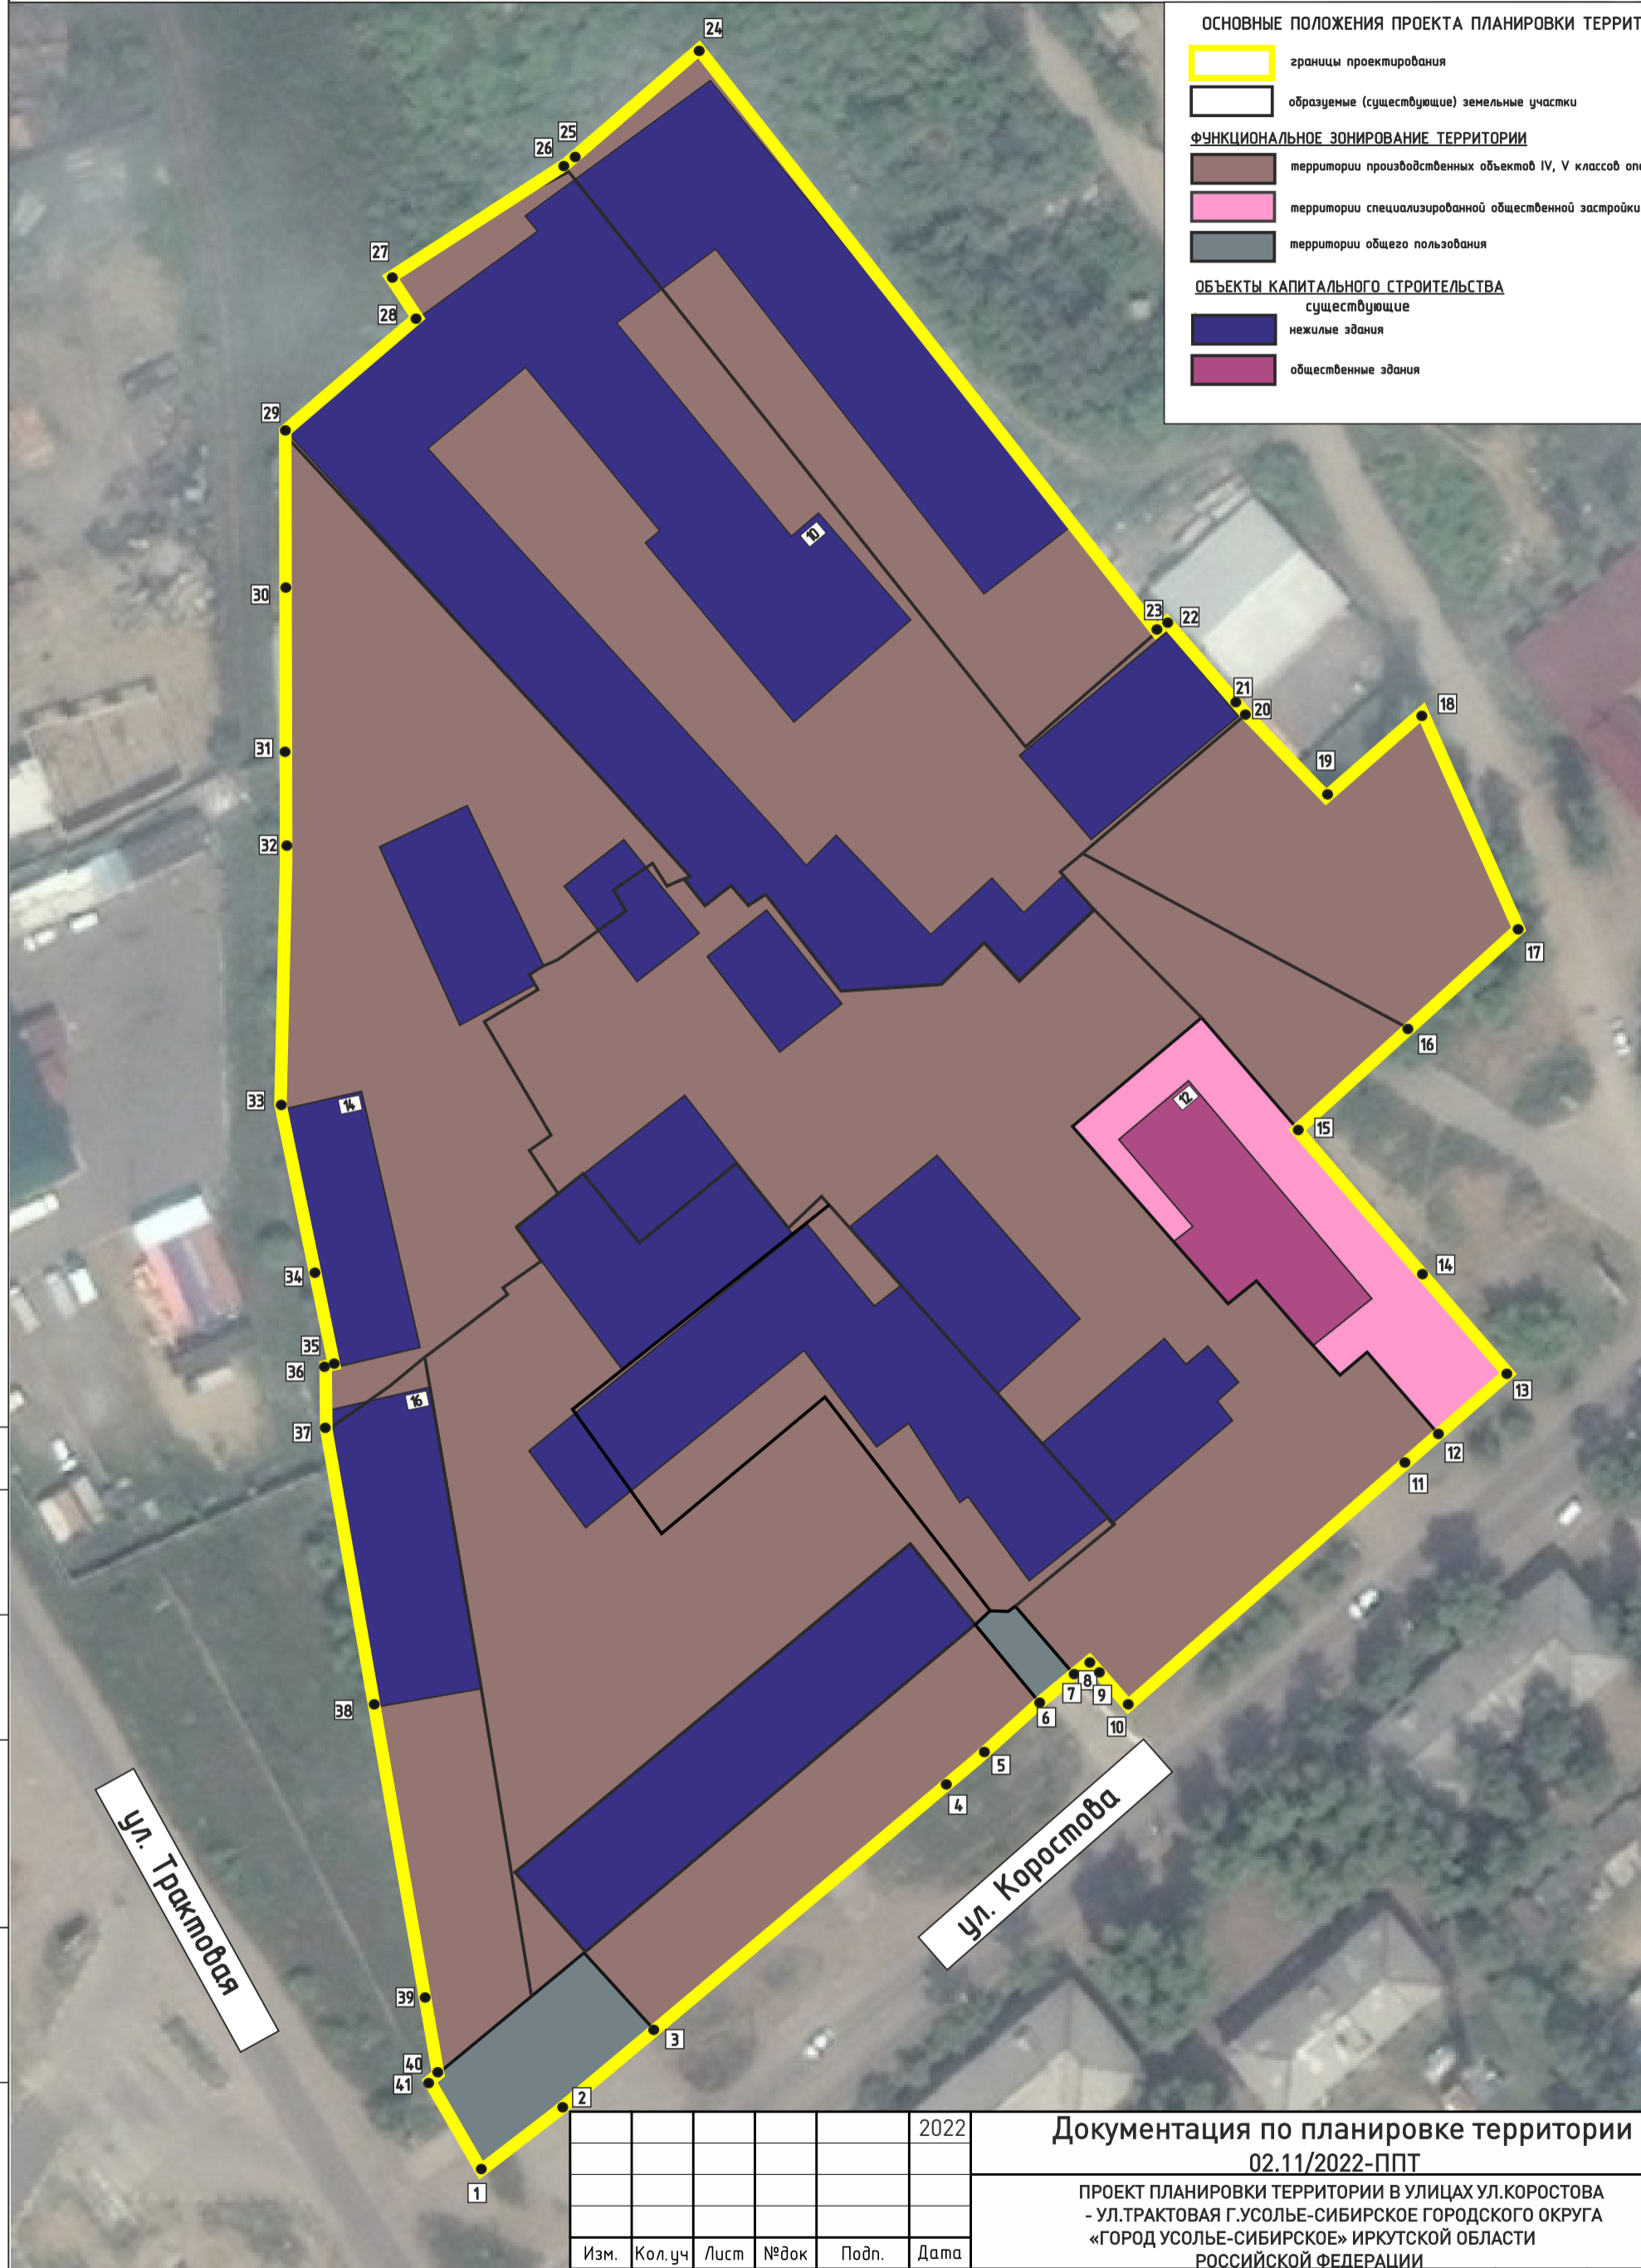 ОСНОВНЫЕ ПОЛОЖЕНИЯ ПРОЕКТА ПЛАНИРОВКИ
границы проектирования
образуемые (существующие) земельные участки
ФУНКЦИОНАЛЬНОЕ ЗОНИРОВАНИЕ ТЕРРИТОРИИ
территории производственных объектов IV, V классов
территории специализированной общественной застройки
территории общего пользования
ОБЪЕКТЫ КАПИТАЛЬНОГО СТРОИТЕЛЬСТВА
существующие
нежилые здания
общественные здания
24
25
26
27
28
29
10
30
23
22
21
20
18
31
19
32
17
16
33
14
12
15
34
14
35
36
13
16
37
12
11
38
7
8
9
6
10
5
4
ул. Трактовая
ул. Коростова
39
3
40
41
2
1
2022
Документация по планировке территории
02.11/2022-ППТ
ПРОЕКТ ПЛАНИРОВКИ ТЕРРИТОРИИ В УЛИЦАХ УЛ.КОРОСТОВА
- УЛ.ТРАКТОВАЯ Г.УСОЛЬЕ-СИБИРСКОЕ ГОРОДСКОГО ОКРУГА
«ГОРОД УСОЛЬЕ-СИБИРСКОЕ» ИРКУТСКОЙ ОБЛАСТИ
РОССИЙСКОЙ ФЕДЕРАЦИИ
Изм. Кол.уч Лист №док Подп. Дата